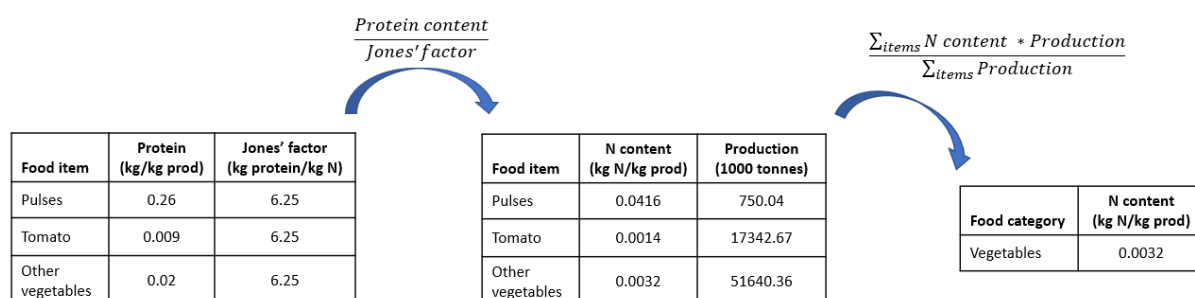 Protein content
Jones'factor
∑items N content * Production
∑items Production
Food item
Protein
(kg/kg prod)
Jones’ factor
(kg protein/kg N)
Pulses
0.26
6.25
Tomato
0.009
6.25
Other
vegetables
0.02
6.25
Food item
N content
(kg N/kg prod)
Production
(1000 tonnes)
Pulses
0.0416
750.04
Tomato
0.0014
17342.67
Other
vegetables
0.0032
51640.36
Food category
N content
(kg N/kg prod)
Vegetables
0.0032